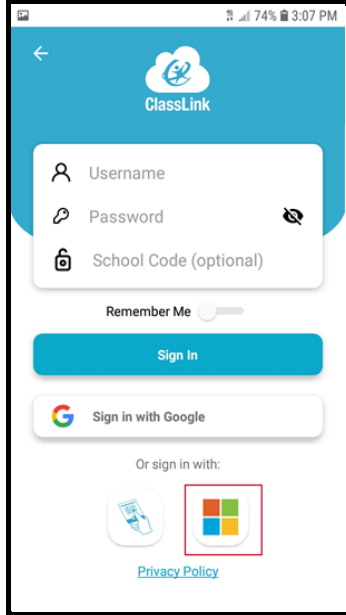 74% 3:07 PM
ClassLink
Username
Password
School Code (optional)
Remember Me
Sign In
Sign in with Google
Or sign in with:
Privacy Policy